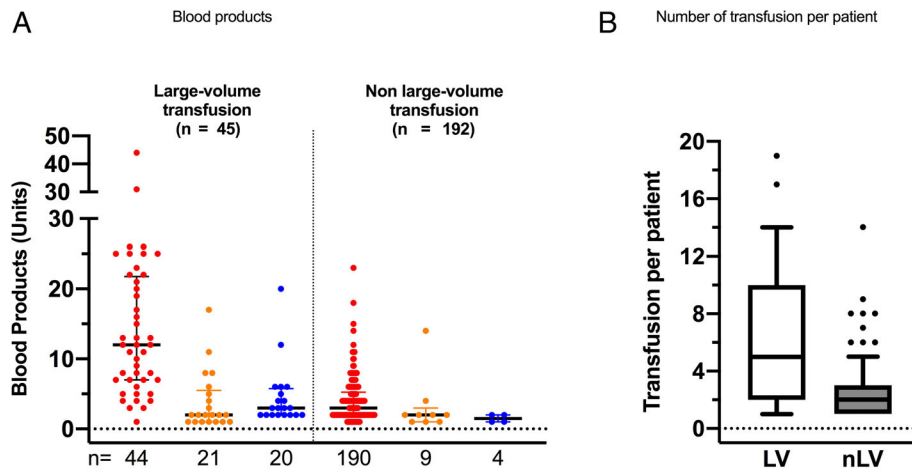 A
Blood products
Large-volume
transfusion
(n = 45)
Non large-volume
transfusion
(n = 192)
Blood Products (Units)
50
40
30
30
20
10
0
n= 44 21 20 190 9 4
B
Number of transfusion per patient
Transfusion per patient
20
16
12
8
4
0
LV nLV